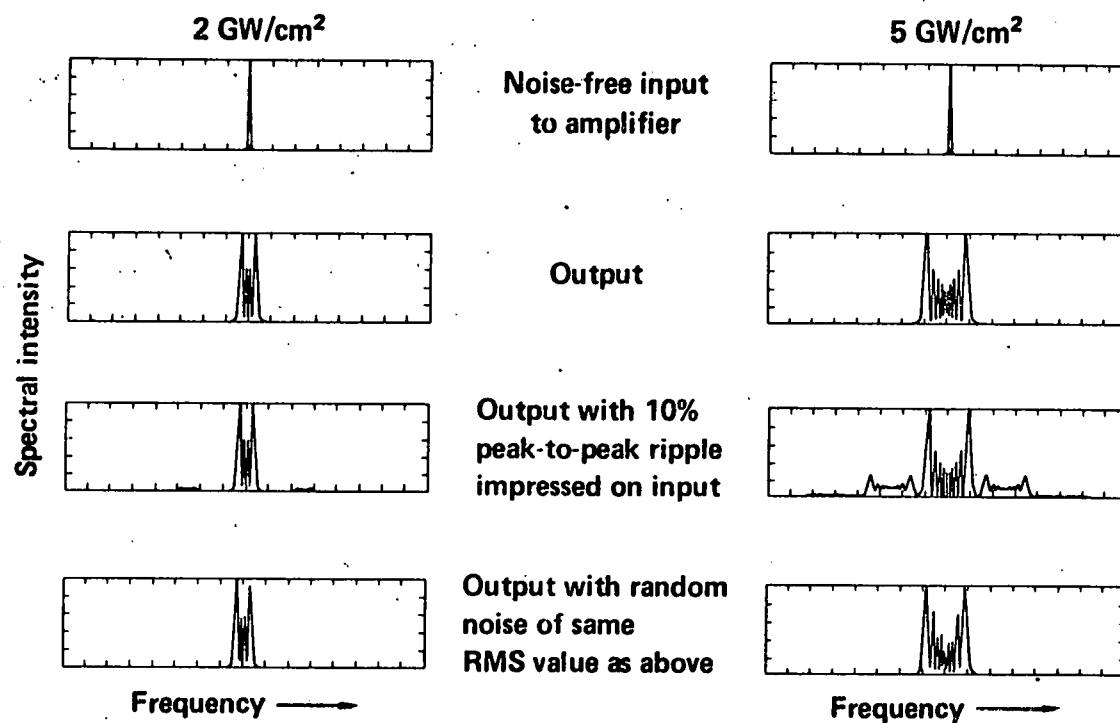 2 GW/cm²
5 GW/cm²
Noise-free input
to amplifier
Output
Spectral intensity
Output with 10%
peak-to-peak ripple
impressed on input
Output with random
noise of same
RMS value as above
Frequency
Frequency